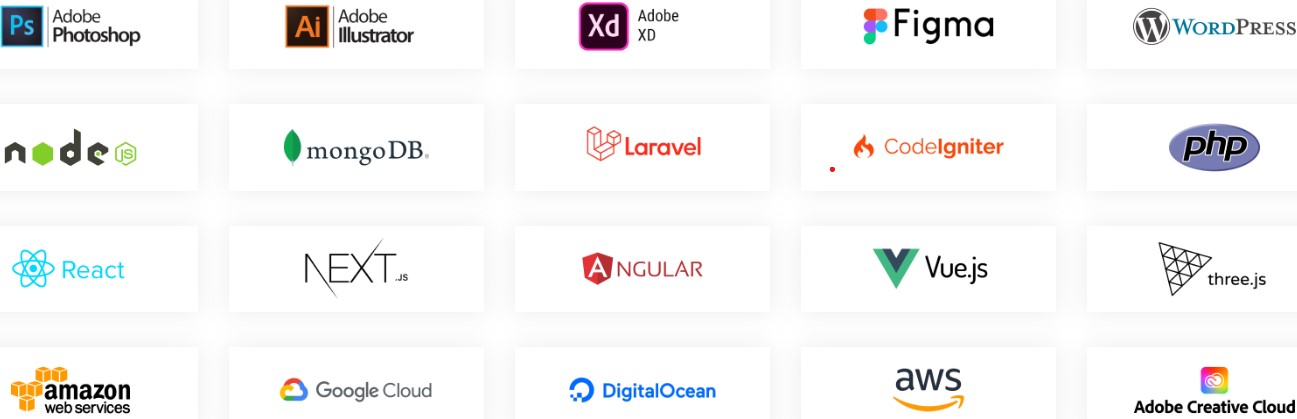 Ps Adobe Photoshop
Ai Adobe Illustrator
Xd Adobe XD
Figma
WORDPRESS
node JS
mongoDB®
Laravel
CodeIgniter
php
React
NEXT.JS
ANGULAR
Vue.js
three.js
amazon web services
Google Cloud
DigitalOcean
aws
Adobe Creative Cloud